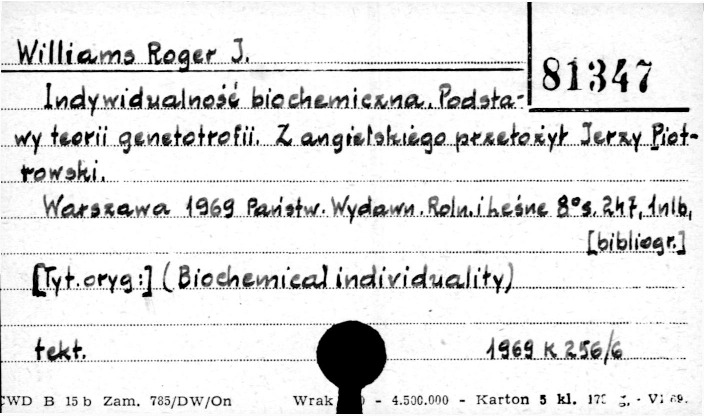 Williams Roger J.
81347
Indywidualność biochemiczna. Podsta-
wy teorii genetotrofii. Z angielskiego przełożył Jerzy Piot-
rowski.
Warszawa 1969 Państw. Wydawn. Roln. i Leśne 8° s. 247, 1nlb,
[bibliogr.]
[Tyt. oryg:] (Biochemical individuality)
tekt.
1969 K 256/6
CWD B 15 b Zam. 785/DW/On Wrak - 4.500.000 - Karton 5 kl. g. - VI 69.